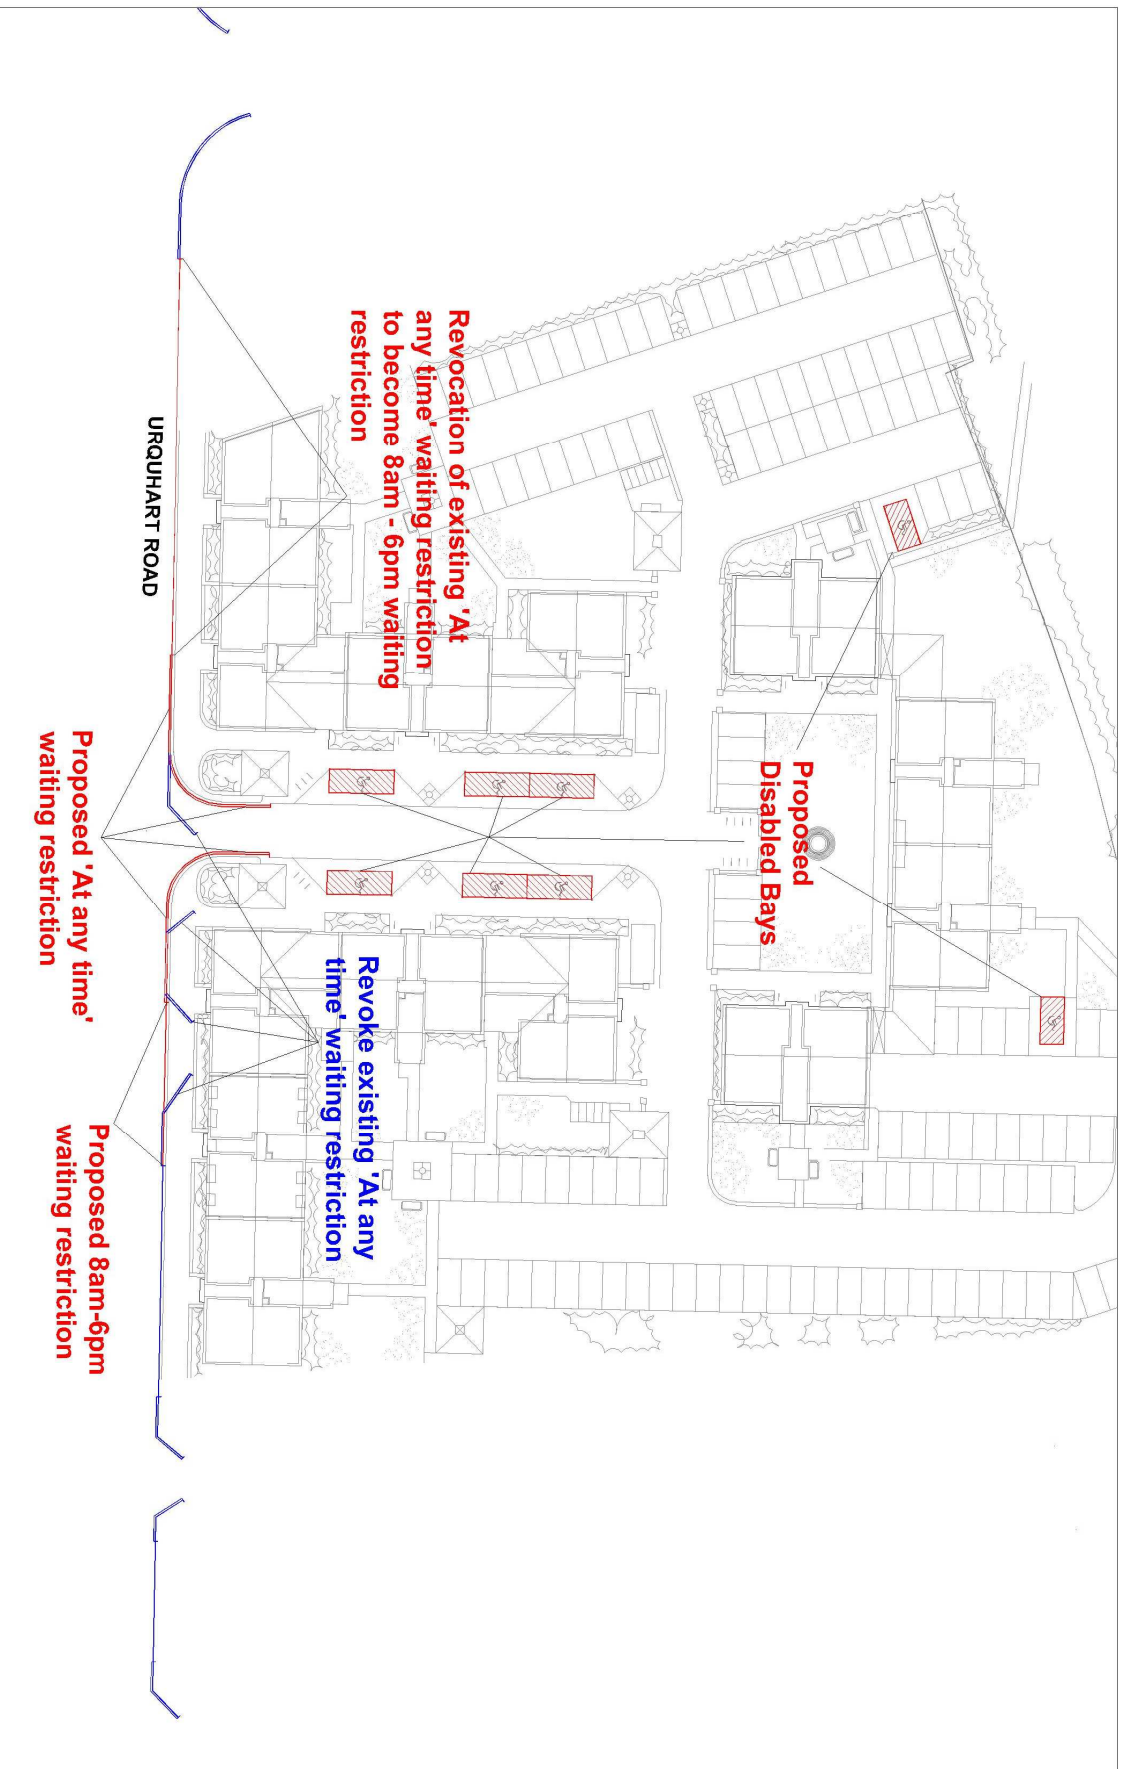 Revocation of existing 'At
any time' waiting restriction
to become 8am - 6pm waiting
restriction
URQUHART ROAD
Proposed
Disabled Bays
Proposed 'At any time'
waiting restriction
Revoke existing 'At any
time' waiting restriction
Proposed 8am-6pm
waiting restriction